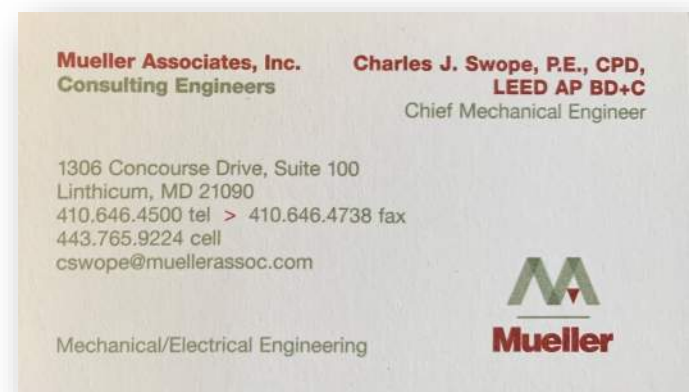 Mueller Associates, Inc.
Consulting Engineers
Charles J. Swope, P.E., CPD,
LEED AP BD+C
Chief Mechanical Engineer
1306 Concourse Drive, Suite 100
Linthicum, MD 21090
410.646.4500 tel > 410.646.4738 fax
443.765.9224 cell
cswope@muellerassoc.com
Mechanical/Electrical Engineering
Mueller